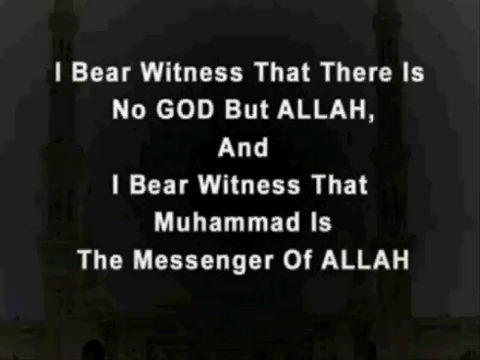 I Bear Witness That There Is
No GOD But ALLAH,
And
I Bear Witness That
Muhammad Is
The Messenger Of ALLAH